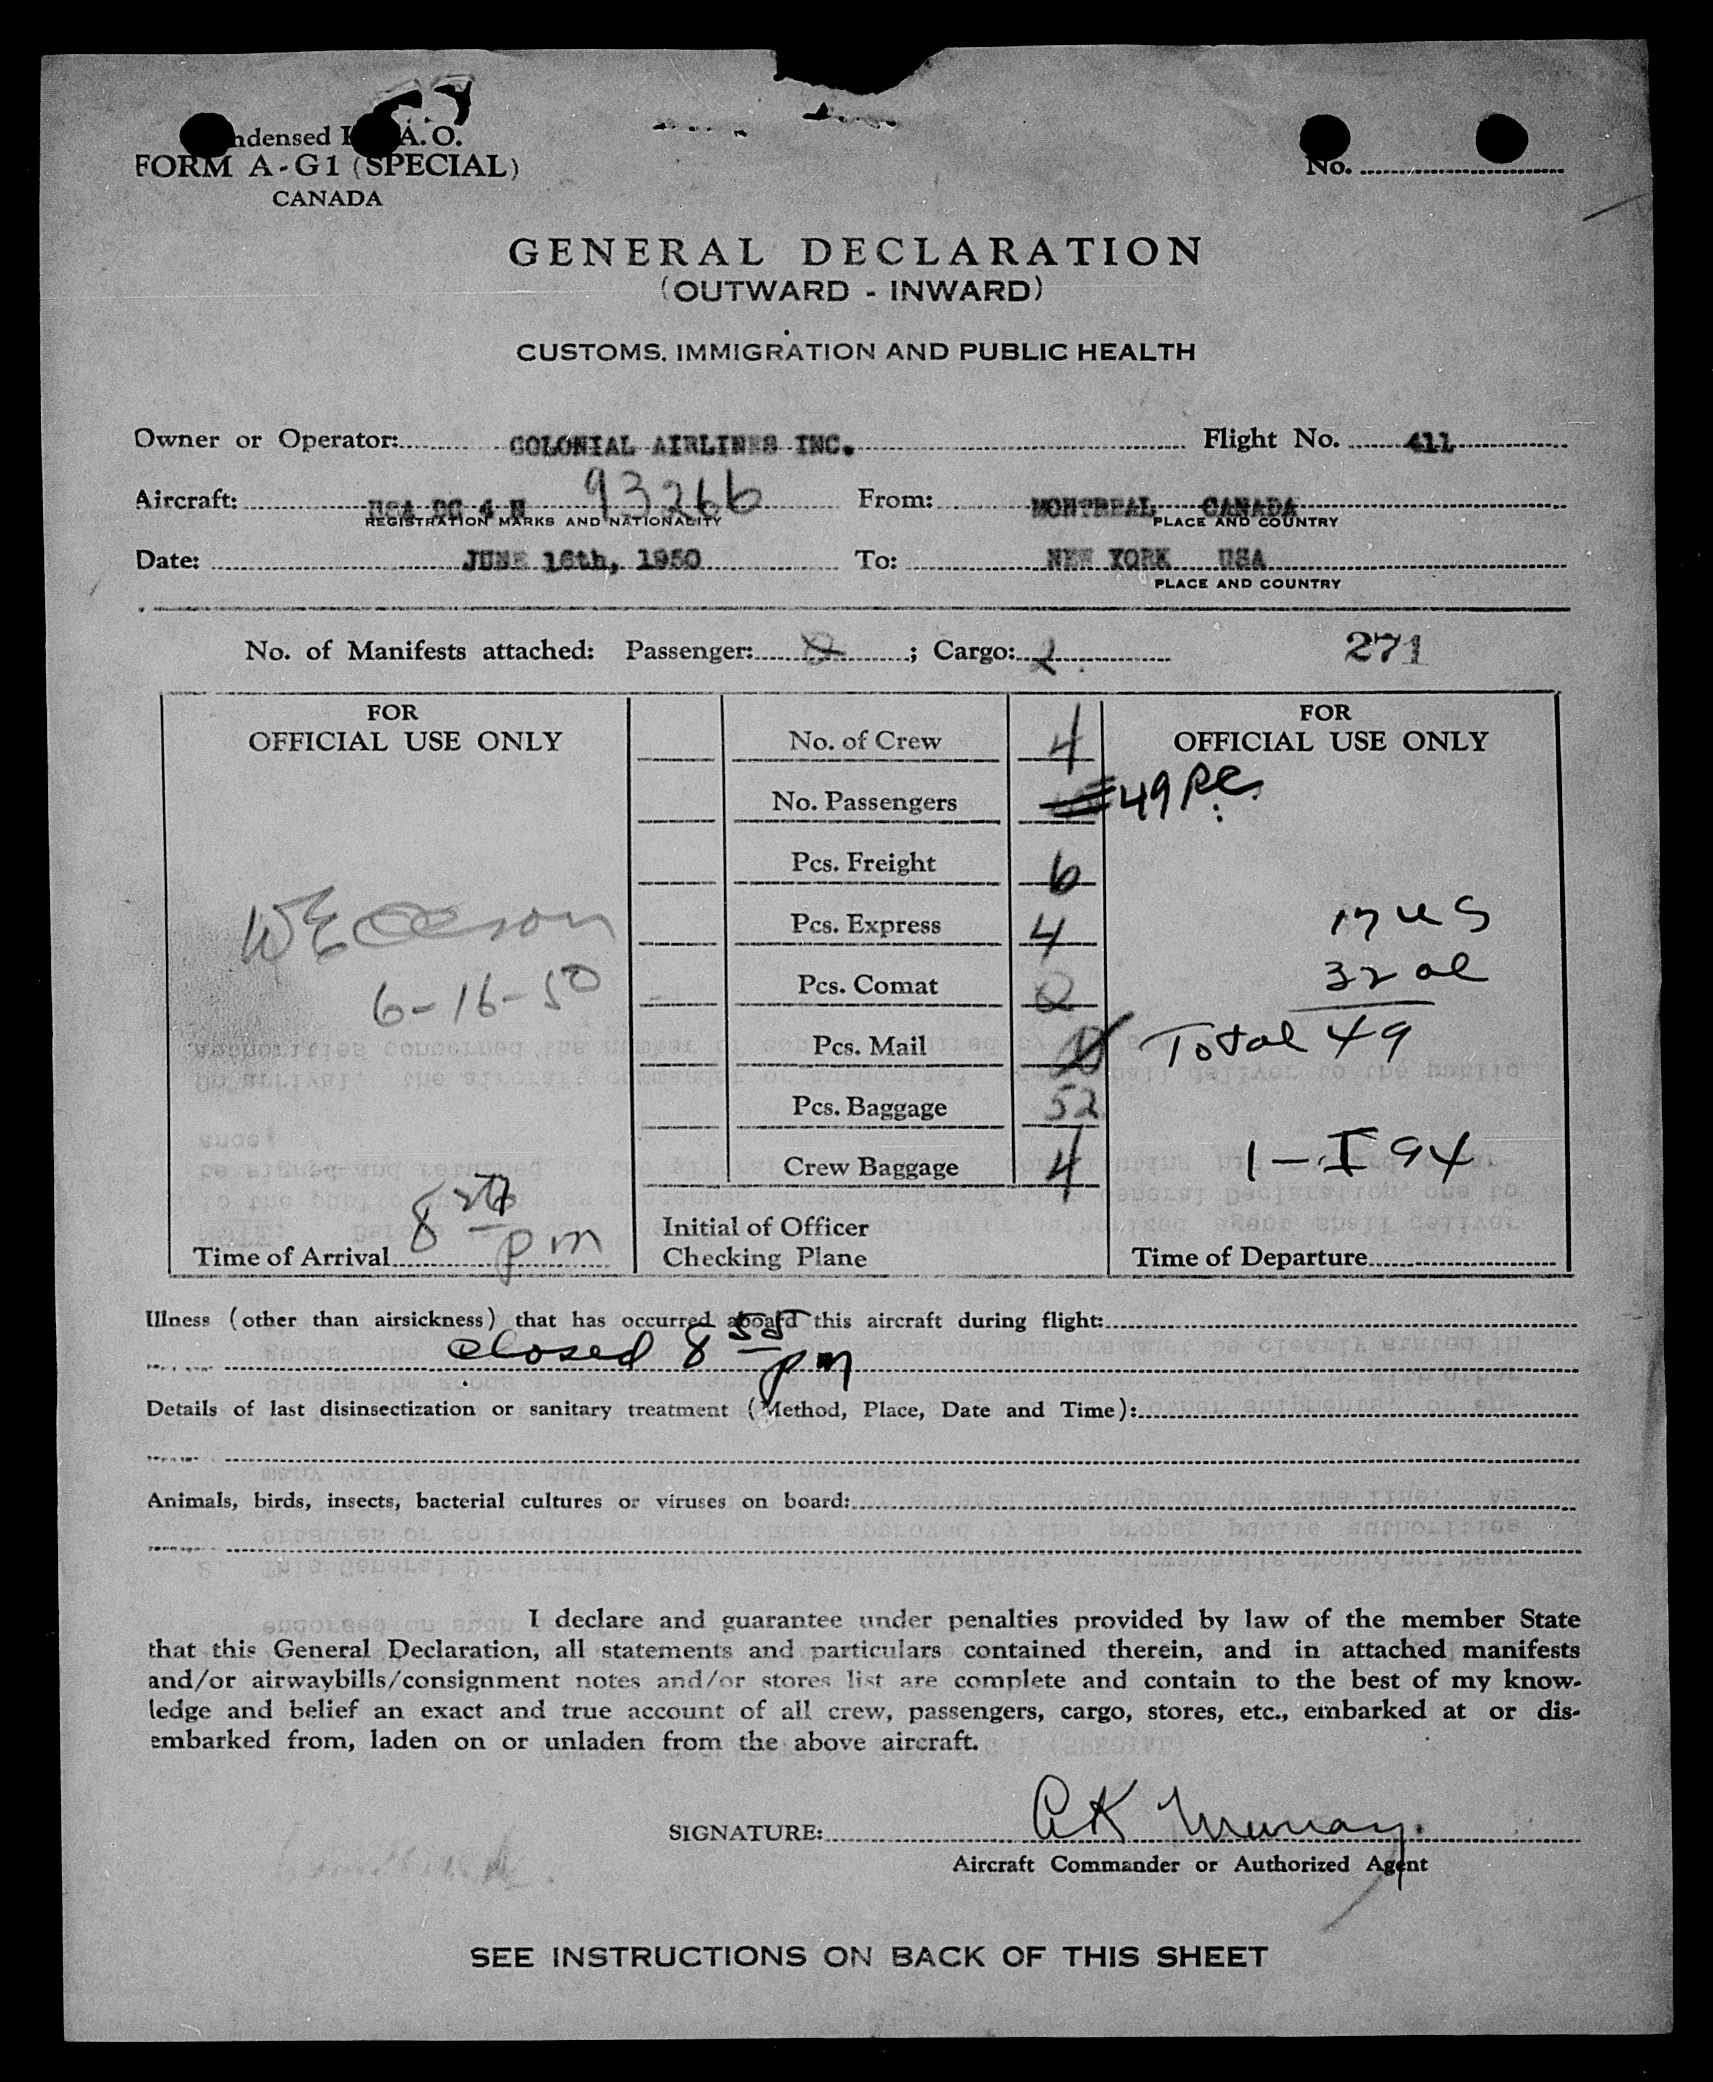 ndensed I A. O.
FORM A-G1 (SPECIAL)
CANADA
No.
GENERAL DECLARATION
(OUTWARD - INWARD)
CUSTOMS, IMMIGRATION AND PUBLIC HEALTH
Owner or Operator: COLONIAL AIRLINES INC. Flight No. 411
Aircraft: USA DC 4 N 93266 From: MONTREAL CANADA
REGISTRATION MARKS AND NATIONALITY PLACE AND COUNTRY
Date: JUNE 16th, 1950 To: NEW YORK USA
PLACE AND COUNTRY
No. of Manifests attached: Passenger: ; Cargo: 2 271
FOR
OFFICIAL USE ONLY
No. of Crew 4
FOR
OFFICIAL USE ONLY
No. Passengers 49
Pcs. Freight 6
Pcs. Express 4
17 US
Pcs. Comat 0
32 al
6-16-50
Pcs. Mail
Total 49
Pcs. Baggage 52
Crew Baggage 4
1 - I 94
Time of Arrival 8 pm
Initial of Officer
Checking Plane
Time of Departure
Illness (other than airsickness) that has occurred aboard this aircraft during flight:
closed 8 55 pm
Details of last disinsectization or sanitary treatment (Method, Place, Date and Time):
Animals, birds, insects, bacterial cultures or viruses on board:
I declare and guarantee under penalties provided by law of the member State
that this General Declaration, all statements and particulars contained therein, and in attached manifests
and/or airwaybills/consignment notes and/or stores list are complete and contain to the best of my know-
ledge and belief an exact and true account of all crew, passengers, cargo, stores, etc., embarked at or dis-
embarked from, laden on or unladen from the above aircraft.
SIGNATURE: A K Murray.
Aircraft Commander or Authorized Agent
SEE INSTRUCTIONS ON BACK OF THIS SHEET